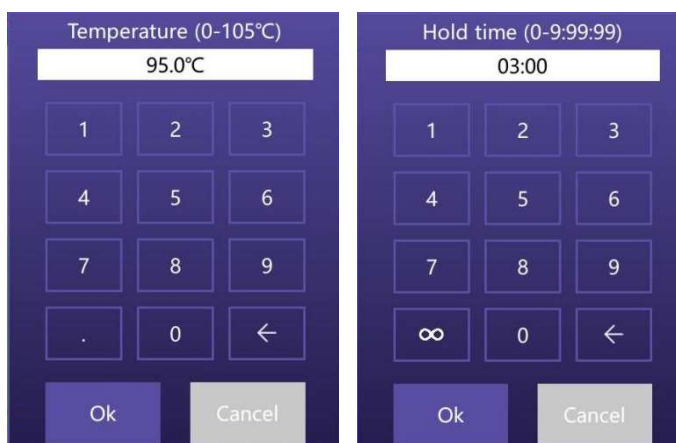 Temperature (0-105℃)
95.0℃
1 2 3
4 5 6
7 8 9
. 0 ←
Ok Cancel
Hold time (0-9:99:99)
03:00
1 2 3
4 5 6
7 8 9
∞ 0 ←
Ok Cancel